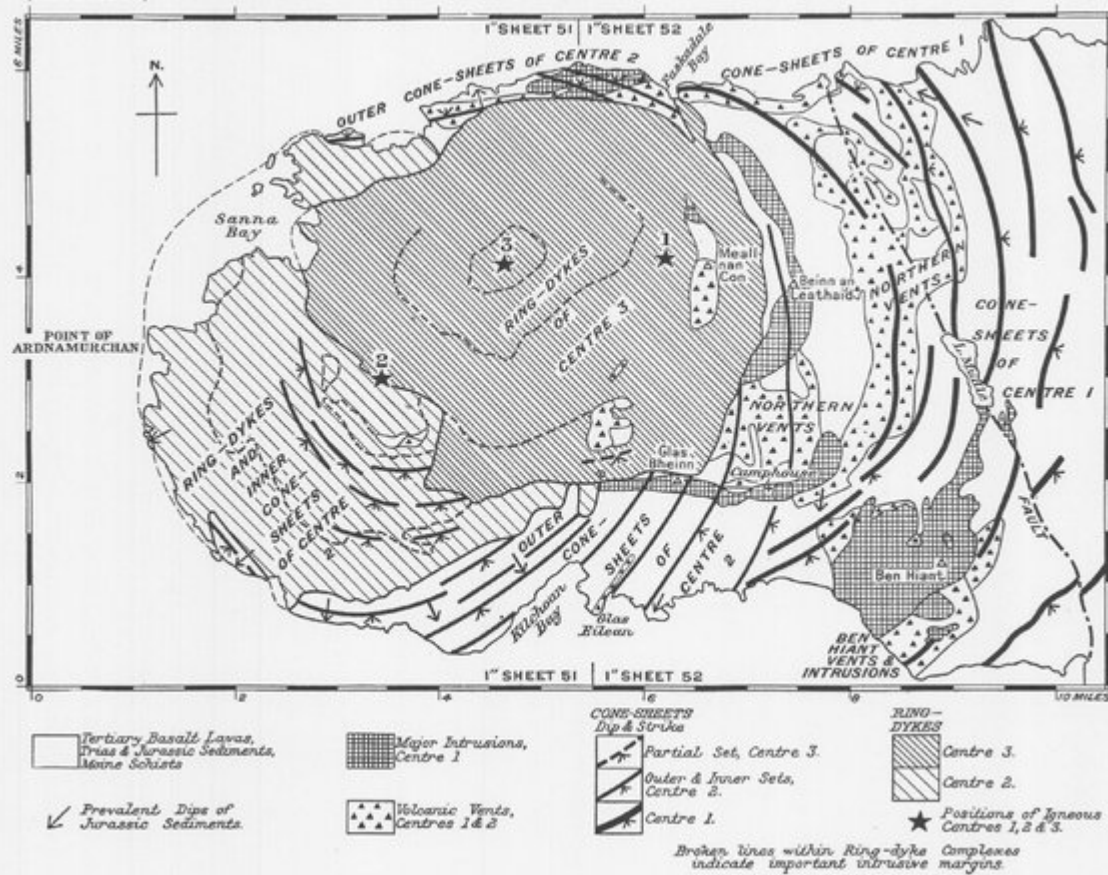 1" SHEET 51 1" SHEET 52
6 MILES
N.
OUTER CONE-SHEETS OF CENTRE 2
Faskadale
Bay
CONE-SHEETS OF CENTRE 1
Sanna
Bay
3
1
Meall
nan
Con
Beinn an
Leathaid
NORTHERN
VENTS
4
RING-DYKES
OF
CENTRE 3
CONE-
SHEETS
OF
CENTRE 1
POINT OF
ARDNAMURCHAN
2
L. Mudle
NORTHERN
VENTS
Glas
Bheinn
Camphouse
2
RING-DYKES
AND
INNER
CONE-
SHEETS
OF CENTRE
2
FAULT
OUTER
CONE-
SHEETS
OF
CENTRE
2
Ben Hiant
Kilchoan
Bay
Glas
Eilean
BEN
HIANT
VENTS &
INTRUSIONS
0
1" SHEET 51 1" SHEET 52
0 2 4 6 8 10 MILES
Tertiary Basalt Lavas,
Trias & Jurassic Sediments,
Moine Schists
Prevalent Dips of
Jurassic Sediments.
Major Intrusions,
Centre 1
Volcanic Vents,
Centres 1 & 2
CONE-SHEETS
Dip & Strike
Partial Set, Centre 3.
Outer & Inner Sets,
Centre 2.
Centre 1.
RING-
DYKES
Centre 3.
Centre 2.
Positions of Igneous
Centres 1, 2 & 3.
Broken lines within Ring-dyke Complexes
indicate important intrusive margins.